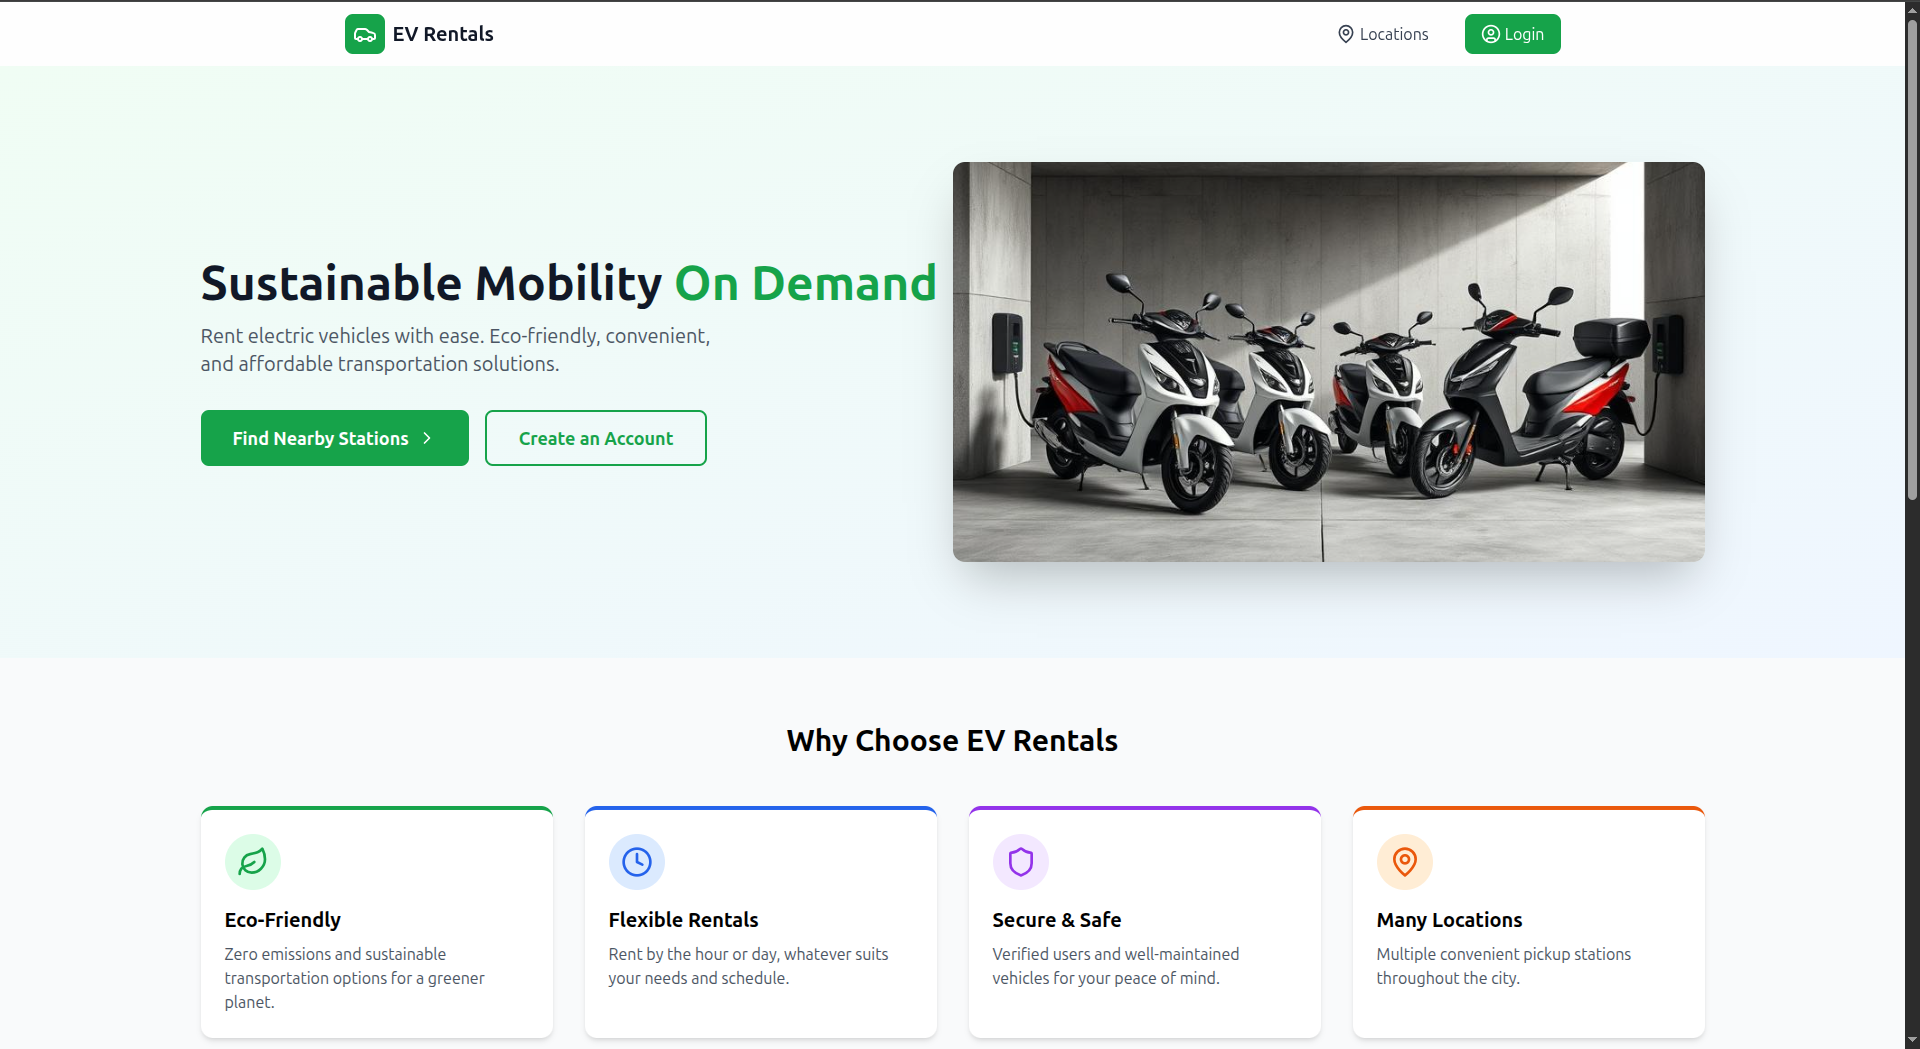 EV Rentals
Locations
Login
Sustainable Mobility On Demand
Rent electric vehicles with ease. Eco-friendly, convenient,
and affordable transportation solutions.
Find Nearby Stations
Create an Account
Why Choose EV Rentals
Eco-Friendly
Zero emissions and sustainable
transportation options for a greener
planet.
Flexible Rentals
Rent by the hour or day, whatever suits
your needs and schedule.
Secure & Safe
Verified users and well-maintained
vehicles for your peace of mind.
Many Locations
Multiple convenient pickup stations
throughout the city.